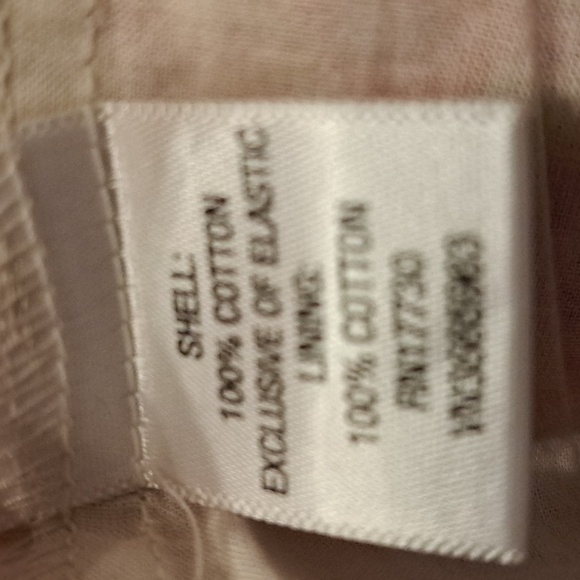 SHELL:
100% COTTON
EXCLUSIVE OF ELASTIC
LINING:
100% COTTON
RN17730